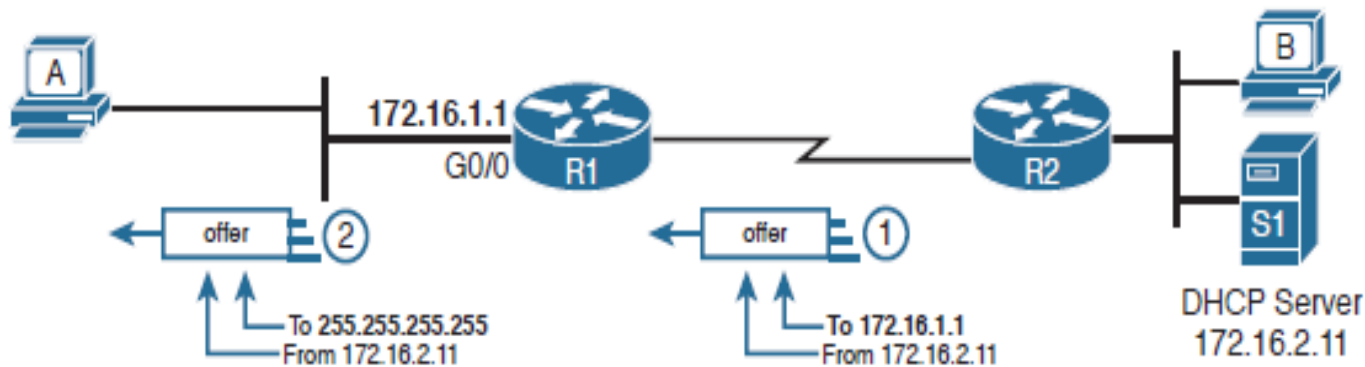 A
B
172.16.1.1
G0/0
R1
R2
S1
offer
2
offer
1
To 255.255.255.255
From 172.16.2.11
To 172.16.1.1
From 172.16.2.11
DHCP Server
172.16.2.11